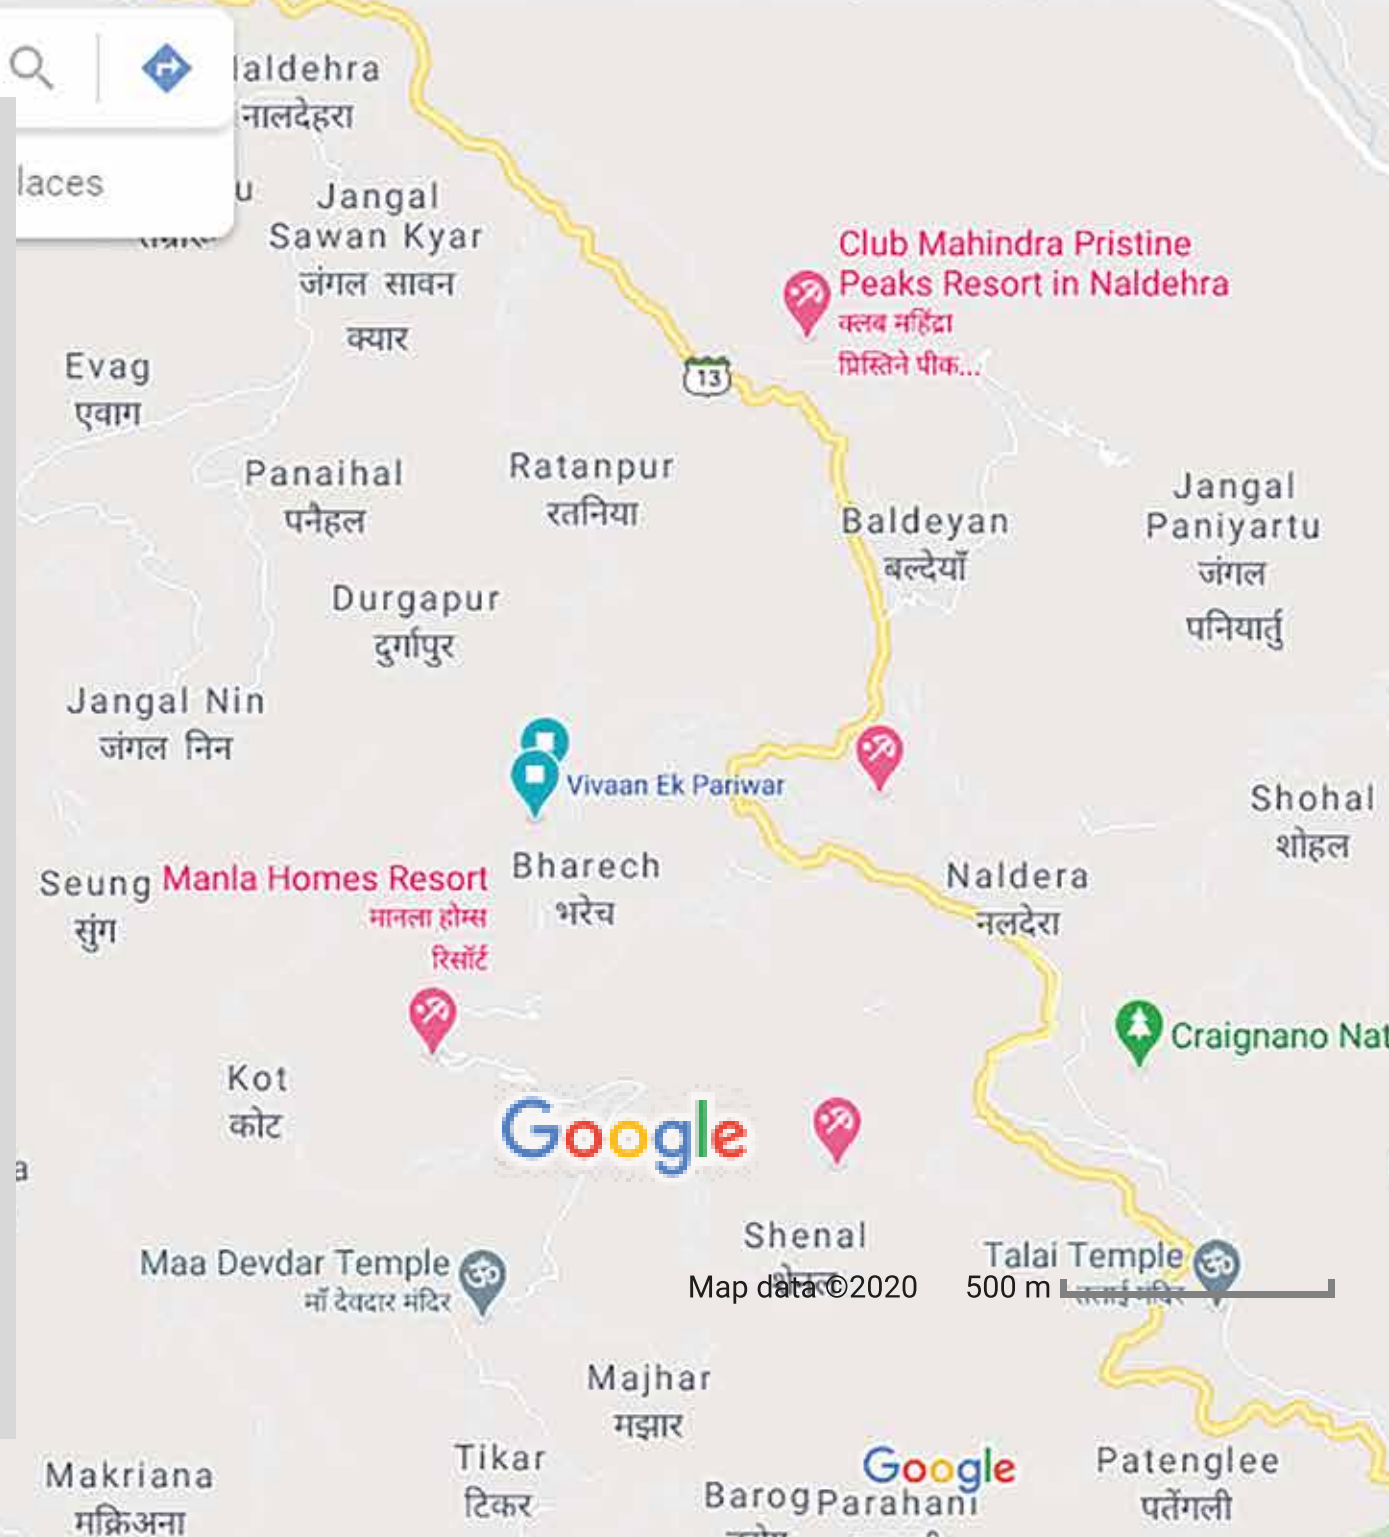 aldehra
नालदेहरा
laces
u
Jangal
Sawan Kyar
जंगल सावन
क्यार
Club Mahindra Pristine
Peaks Resort in Naldehra
क्लब महिंद्रा
प्रिस्तिने पीक...
13
Evag
एवाग
Panaihal
पनैहल
Ratanpur
रतनिया
Baldeyan
बल्देयाँ
Jangal
Paniyartu
जंगल
पनियार्तु
Durgapur
दुर्गापुर
Jangal Nin
जंगल निन
Vivaan Ek Pariwar
Shohal
शोहल
Seung
सुंग
Manla Homes Resort
मानला होम्स
रिसॉर्ट
Bharech
भरेच
Naldera
नलदेरा
Craignano Nat
Kot
कोट
Google
a
Shenal
शेनल
Maa Devdar Temple
माँ देवदार मंदिर
Talai Temple
तलाई मंदिर
Map data ©2020 500 m
Majhar
मझार
Tikar
टिकर
Makriana
मक्रिअना
Google
Barog
Parahani
Patenglee
पतेंगली